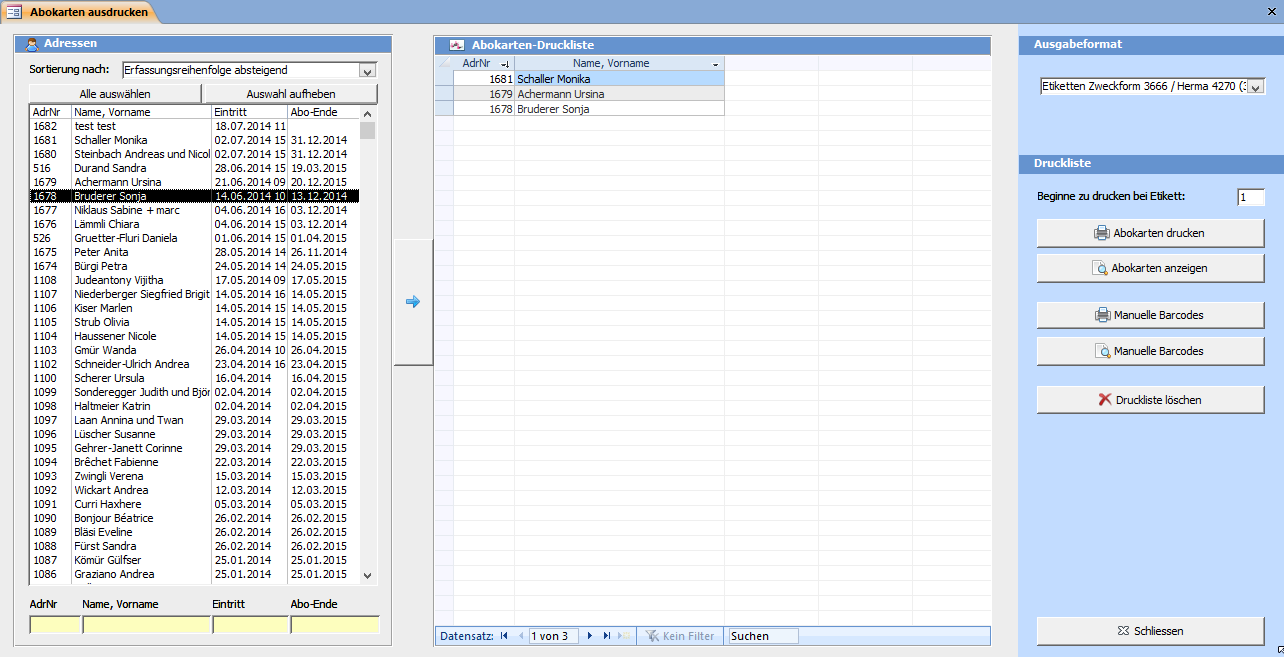 Abokarten ausdrucken
Adressen
Sortierung nach: Erfassungsreihenfolge absteigend
Alle auswählen Auswahl aufheben
AdrNr Name, Vorname Eintritt Abo-Ende
1682 test test 18.07.2014 11
1681 Schaller Monika 02.07.2014 15 31.12.2014
1680 Steinbach Andreas und Nicol 02.07.2014 15 31.12.2014
516 Durand Sandra 28.06.2014 15 19.03.2015
1679 Achermann Ursina 21.06.2014 09 20.12.2015
1678 Bruderer Sonja 14.06.2014 10 13.12.2014
1677 Niklaus Sabine + marc 04.06.2014 16 03.12.2014
1676 Lämmli Chiara 04.06.2014 15 03.12.2014
526 Gruetter-Fluri Daniela 01.06.2014 15 01.04.2015
1675 Peter Anita 28.05.2014 14 26.11.2014
1674 Bürgi Petra 24.05.2014 14 24.05.2015
1108 Judeantony Vijitha 17.05.2014 09 17.05.2015
1107 Niederberger Siegfried Brigit 14.05.2014 16 14.05.2015
1106 Kiser Marlen 14.05.2014 15 14.05.2015
1105 Strub Olivia 14.05.2014 15 14.05.2015
1104 Haussener Nicole 14.05.2014 15 14.05.2015
1103 Gmür Wanda 26.04.2014 10 26.04.2015
1102 Schneider-Ulrich Andrea 23.04.2014 16 23.04.2015
1100 Scherer Ursula 16.04.2014 16.04.2015
1099 Sonderegger Judith und Björ 02.04.2014 02.04.2015
1098 Haltmeier Katrin 02.04.2014 02.04.2015
1097 Laan Annina und Twan 29.03.2014 29.03.2015
1096 Lüscher Susanne 29.03.2014 29.03.2015
1095 Gehrer-Janett Corinne 29.03.2014 29.03.2015
1094 Brêchet Fabienne 22.03.2014 22.03.2015
1093 Zwingli Verena 15.03.2014 15.03.2015
1092 Wickart Andrea 12.03.2014 12.03.2015
1091 Curri Haxhere 05.03.2014 05.03.2015
1090 Bonjour Béatrice 26.02.2014 26.02.2015
1089 Bläsi Eveline 26.02.2014 26.02.2015
1088 Fürst Sandra 26.02.2014 26.02.2015
1087 Kömür Gülfser 25.01.2014 25.01.2015
1086 Graziano Andrea 25.01.2014 25.01.2015
AdrNr Name, Vorname Eintritt Abo-Ende
Abokarten-Druckliste
AdrNr Name, Vorname
1681 Schaller Monika
1679 Achermann Ursina
1678 Bruderer Sonja
Datensatz: 1 von 3 Kein Filter Suchen
Ausgabeformat
Etiketten Zweckform 3666 / Herma 4270 (3
Druckliste
Beginne zu drucken bei Etikett: 1
Abokarten drucken
Abokarten anzeigen
Manuelle Barcodes
Manuelle Barcodes
Druckliste löschen
Schliessen